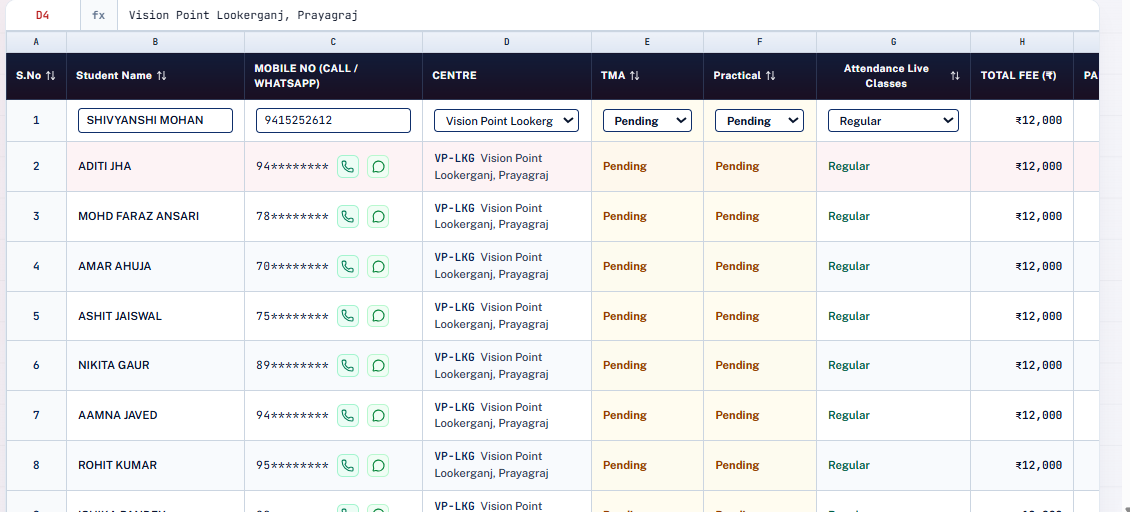 D4 fx Vision Point Lookerganj, Prayagraj
A B C D E F G H
S.No Student Name MOBILE NO (CALL / WHATSAPP) CENTRE TMA Practical Attendance Live Classes TOTAL FEE (₹) PA
1 SHIVYANSHI MOHAN 9415252612 Vision Point Lookerg Pending Pending Regular ₹12,000
2 ADITI JHA 94******** VP-LKG Vision Point Lookerganj, Prayagraj Pending Pending Regular ₹12,000
3 MOHD FARAZ ANSARI 78******** VP-LKG Vision Point Lookerganj, Prayagraj Pending Pending Regular ₹12,000
4 AMAR AHUJA 70******** VP-LKG Vision Point Lookerganj, Prayagraj Pending Pending Regular ₹12,000
5 ASHIT JAISWAL 75******** VP-LKG Vision Point Lookerganj, Prayagraj Pending Pending Regular ₹12,000
6 NIKITA GAUR 89******** VP-LKG Vision Point Lookerganj, Prayagraj Pending Pending Regular ₹12,000
7 AAMNA JAVED 94******** VP-LKG Vision Point Lookerganj, Prayagraj Pending Pending Regular ₹12,000
8 ROHIT KUMAR 95******** VP-LKG Vision Point Lookerganj, Prayagraj Pending Pending Regular ₹12,000
VP-LKG Vision Point